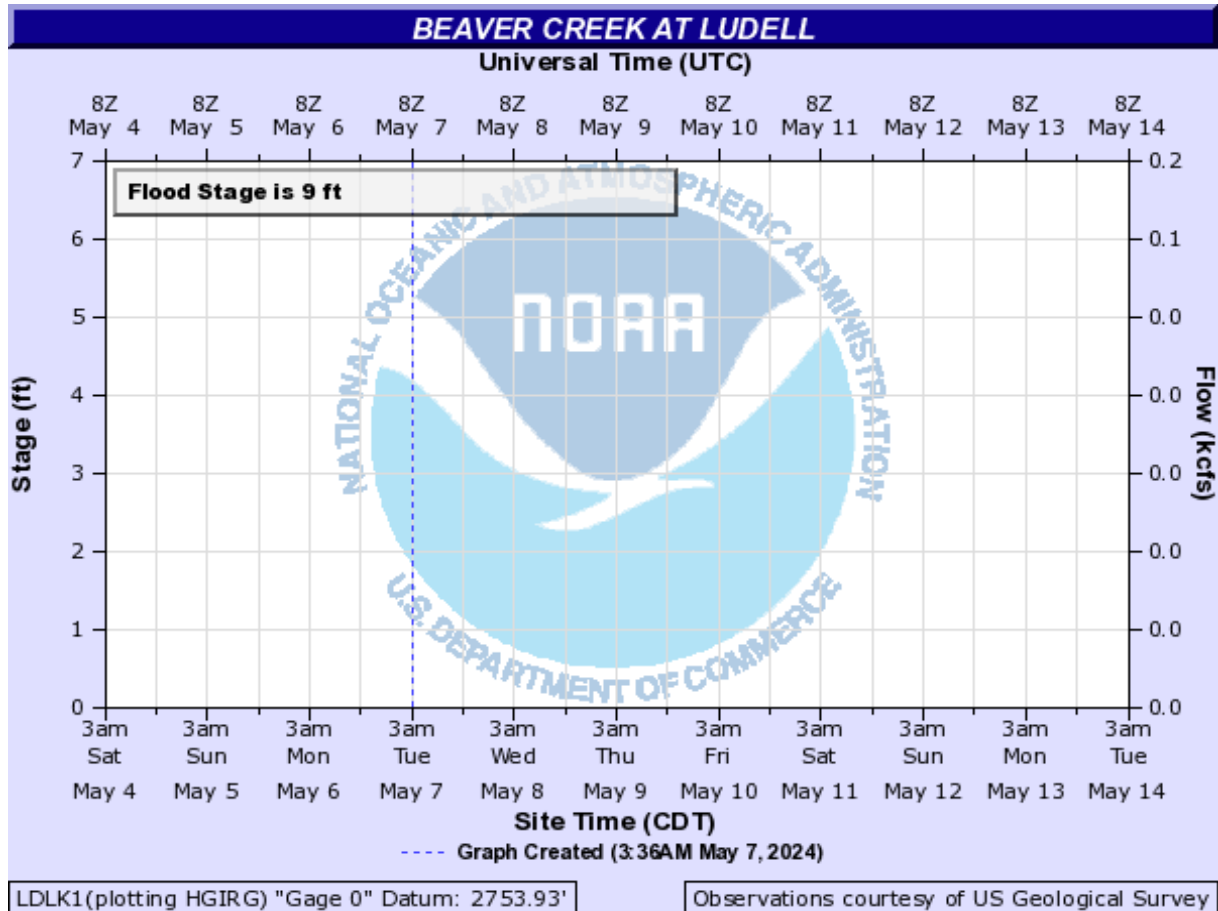 BEAVER CREEK AT LUDELL
Universal Time (UTC)
8Z 8Z 8Z 8Z 8Z 8Z 8Z 8Z 8Z 8Z 8Z
May 4 May 5 May 6 May 7 May 8 May 9 May 10 May 11 May 12 May 13 May 14
Flood Stage is 9 ft
7 0.2
6 0.1
5 0.0
4 0.0
3 0.0
2 0.0
1 0.0
0 0.0
Stage (ft)
Flow (kcfs)
NATIONAL OCEANIC AND ATMOSPHERIC ADMINISTRATION
NOAA
U.S. DEPARTMENT OF COMMERCE
3am 3am 3am 3am 3am 3am 3am 3am 3am 3am 3am
Sat Sun Mon Tue Wed Thu Fri Sat Sun Mon Tue
May 4 May 5 May 6 May 7 May 8 May 9 May 10 May 11 May 12 May 13 May 14
Site Time (CDT)
---- Graph Created (3:36AM May 7, 2024)
LDLK1(plotting HGIRG) "Gage 0" Datum: 2753.93' Observations courtesy of US Geological Survey